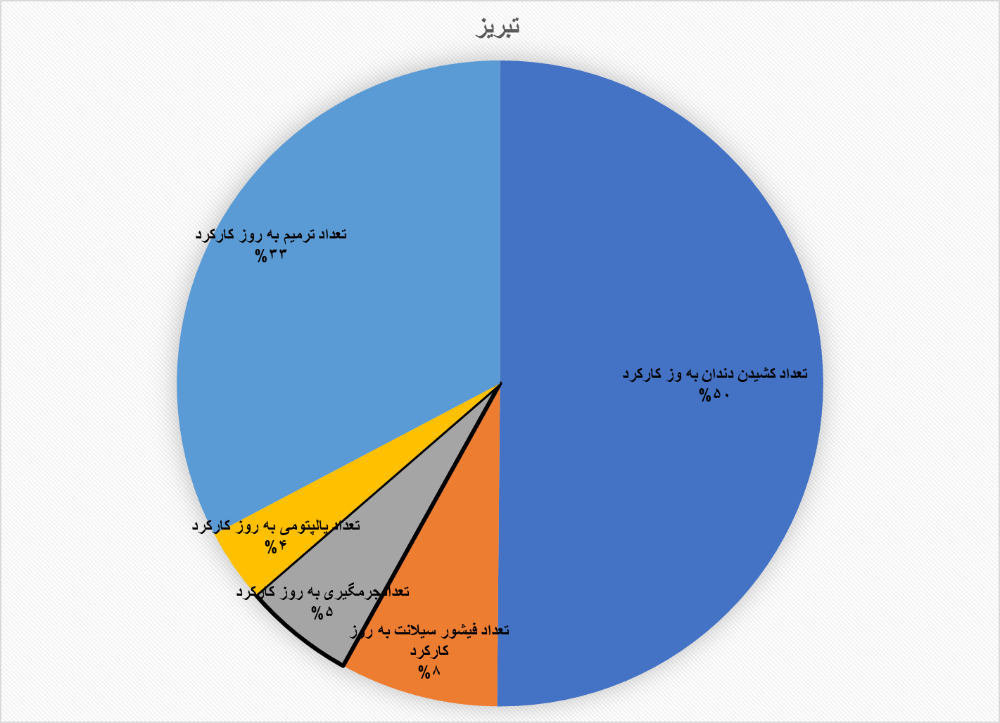 تبریز
تعداد ترمیم به روز کارکرد
%۳۳
تعداد کشیدن دندان به وز کارکرد
%۵۰
تعداد پالپتومی به روز کارکرد
%۴
تعداد جرمگیری به روز کارکرد
%۵
تعداد فیشور سیلانت به روز
کارکرد
%۸